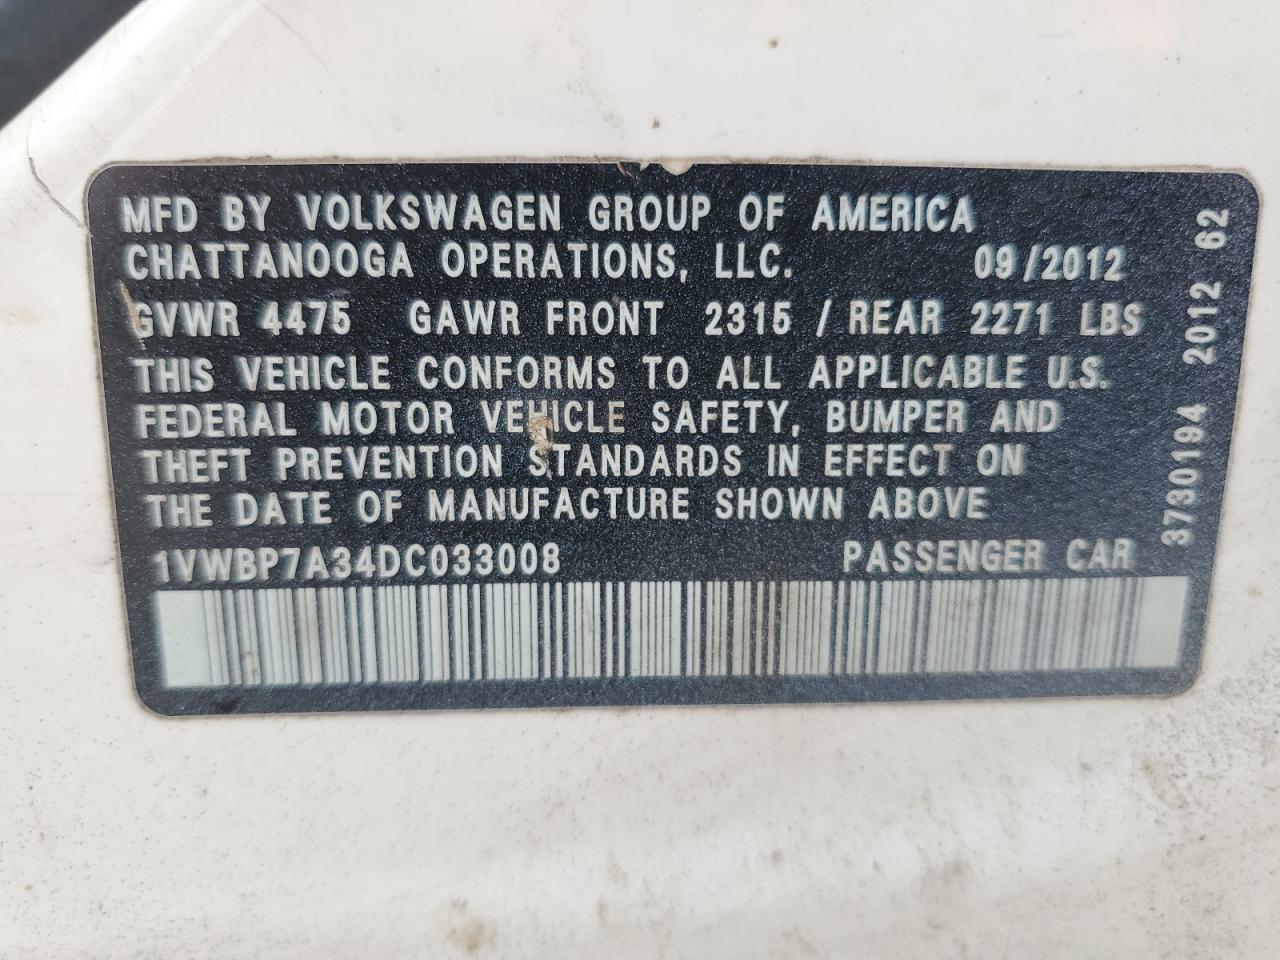 MFD BY VOLKSWAGEN GROUP OF AMERICA
CHATTANOOGA OPERATIONS, LLC. 09/2012
GVWR 4475 GAWR FRONT 2315 / REAR 2271 LBS
THIS VEHICLE CONFORMS TO ALL APPLICABLE U.S.
FEDERAL MOTOR VEHICLE SAFETY, BUMPER AND
THEFT PREVENTION STANDARDS IN EFFECT ON
THE DATE OF MANUFACTURE SHOWN ABOVE
1VWBP7A34DC033008 PASSENGER CAR
3730194 2012 62